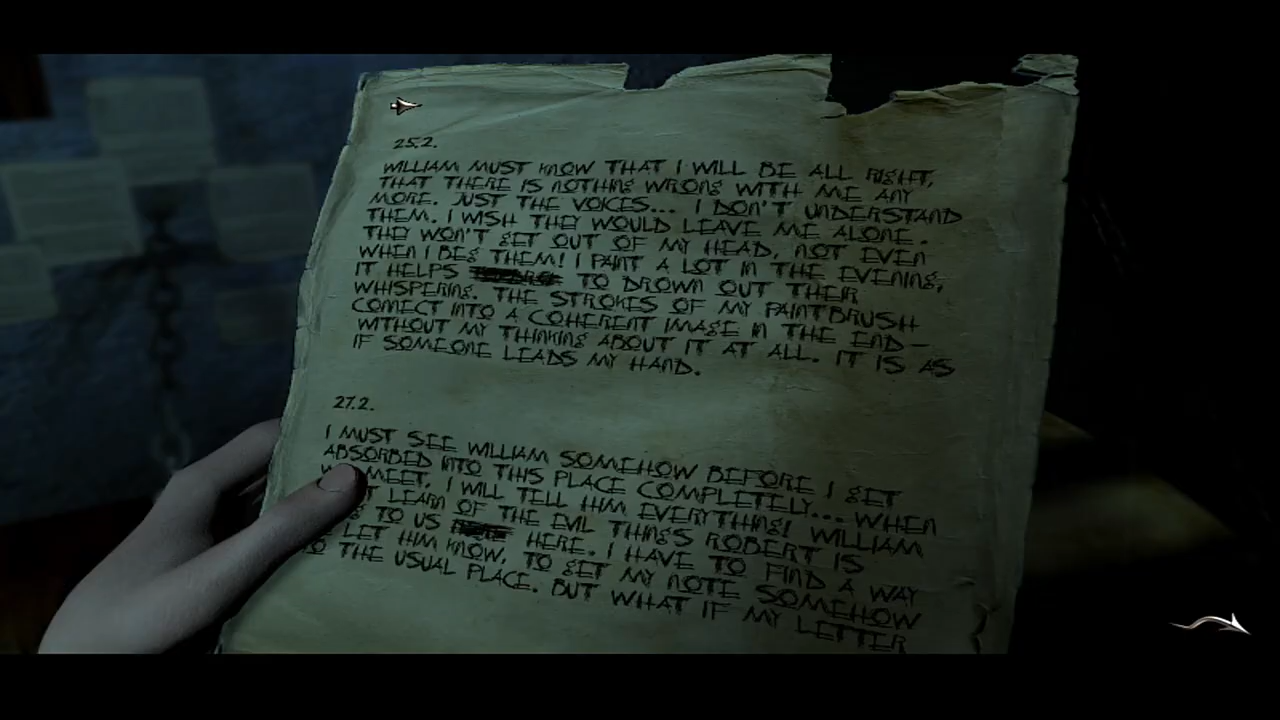 25.2.
WILLIAM MUST KNOW THAT I WILL BE ALL RIGHT,
THAT THERE IS NOTHING WRONG WITH ME ANY
MORE. JUST THE VOICES... I DON'T UNDERSTAND
THEM. I WISH THEY WOULD LEAVE ME ALONE.
THEY WON'T GET OUT OF MY HEAD, NOT EVEN
WHEN I BEG THEM! I PAINT A LOT IN THE EVENING,
IT HELPS TO DROWN OUT THEIR
WHISPERING. THE STROKES OF MY PAINTBRUSH
CONNECT INTO A COHERENT IMAGE IN THE END—
WITHOUT MY THINKING ABOUT IT AT ALL. IT IS AS
IF SOMEONE LEADS MY HAND.
27.2.
I MUST SEE WILLIAM SOMEHOW BEFORE I GET
ABSORBED INTO THIS PLACE COMPLETELY... WHEN
MEET, I WILL TELL HIM EVERYTHING! WILLIAM
LEARN OF THE EVIL THINGS ROBERT IS
TO US HERE. I HAVE TO FIND A WAY
LET HIM KNOW, TO GET MY NOTE SOMEHOW
THE USUAL PLACE. BUT WHAT IF MY LETTER